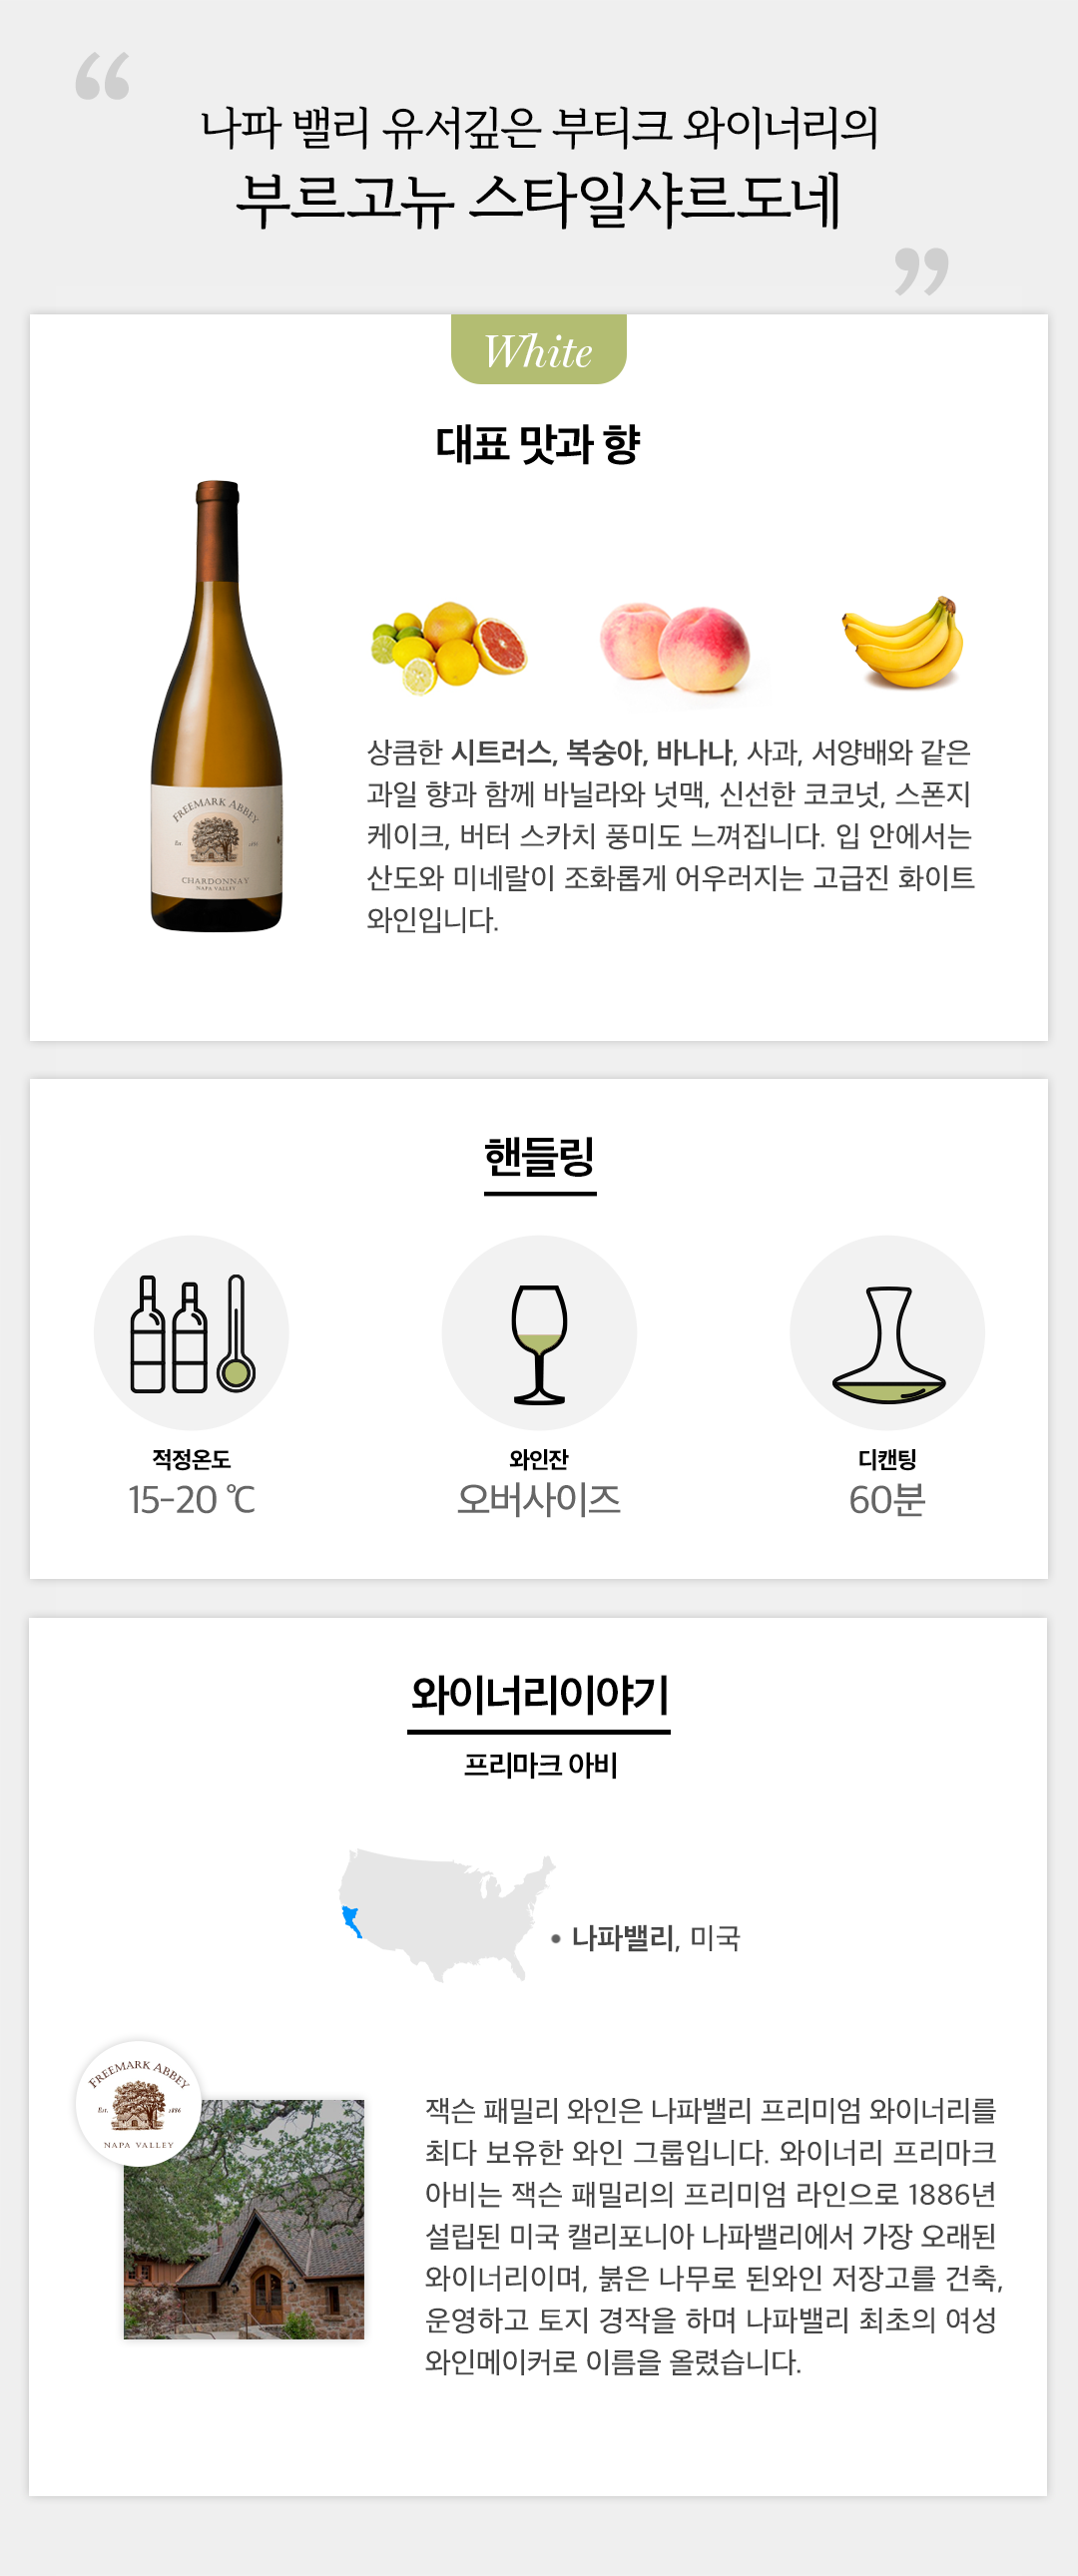 “
나파 밸리 유서깊은 부티크 와이너리의
부르고뉴 스타일샤르도네
”
White
대표 맛과 향
FREEMARK ABBEY
Est. 1886
CHARDONNAY
NAPA VALLEY
상큼한 시트러스, 복숭아, 바나나, 사과, 서양배와 같은
과일 향과 함께 바닐라와 넛맥, 신선한 코코넛, 스폰지
케이크, 버터 스카치 풍미도 느껴집니다. 입 안에서는
산도와 미네랄이 조화롭게 어우러지는 고급진 화이트
와인입니다.
핸들링
적정온도
15-20 ℃
와인잔
오버사이즈
디캔팅
60분
와이너리이야기
프리마크 아비
• 나파밸리, 미국
FREEMARK ABBEY
Est. 1886
NAPA VALLEY
잭슨 패밀리 와인은 나파밸리 프리미엄 와이너리를
최다 보유한 와인 그룹입니다. 와이너리 프리마크
아비는 잭슨 패밀리의 프리미엄 라인으로 1886년
설립된 미국 캘리포니아 나파밸리에서 가장 오래된
와이너리이며, 붉은 나무로 된와인 저장고를 건축,
운영하고 토지 경작을 하며 나파밸리 최초의 여성
와인메이커로 이름을 올렸습니다.